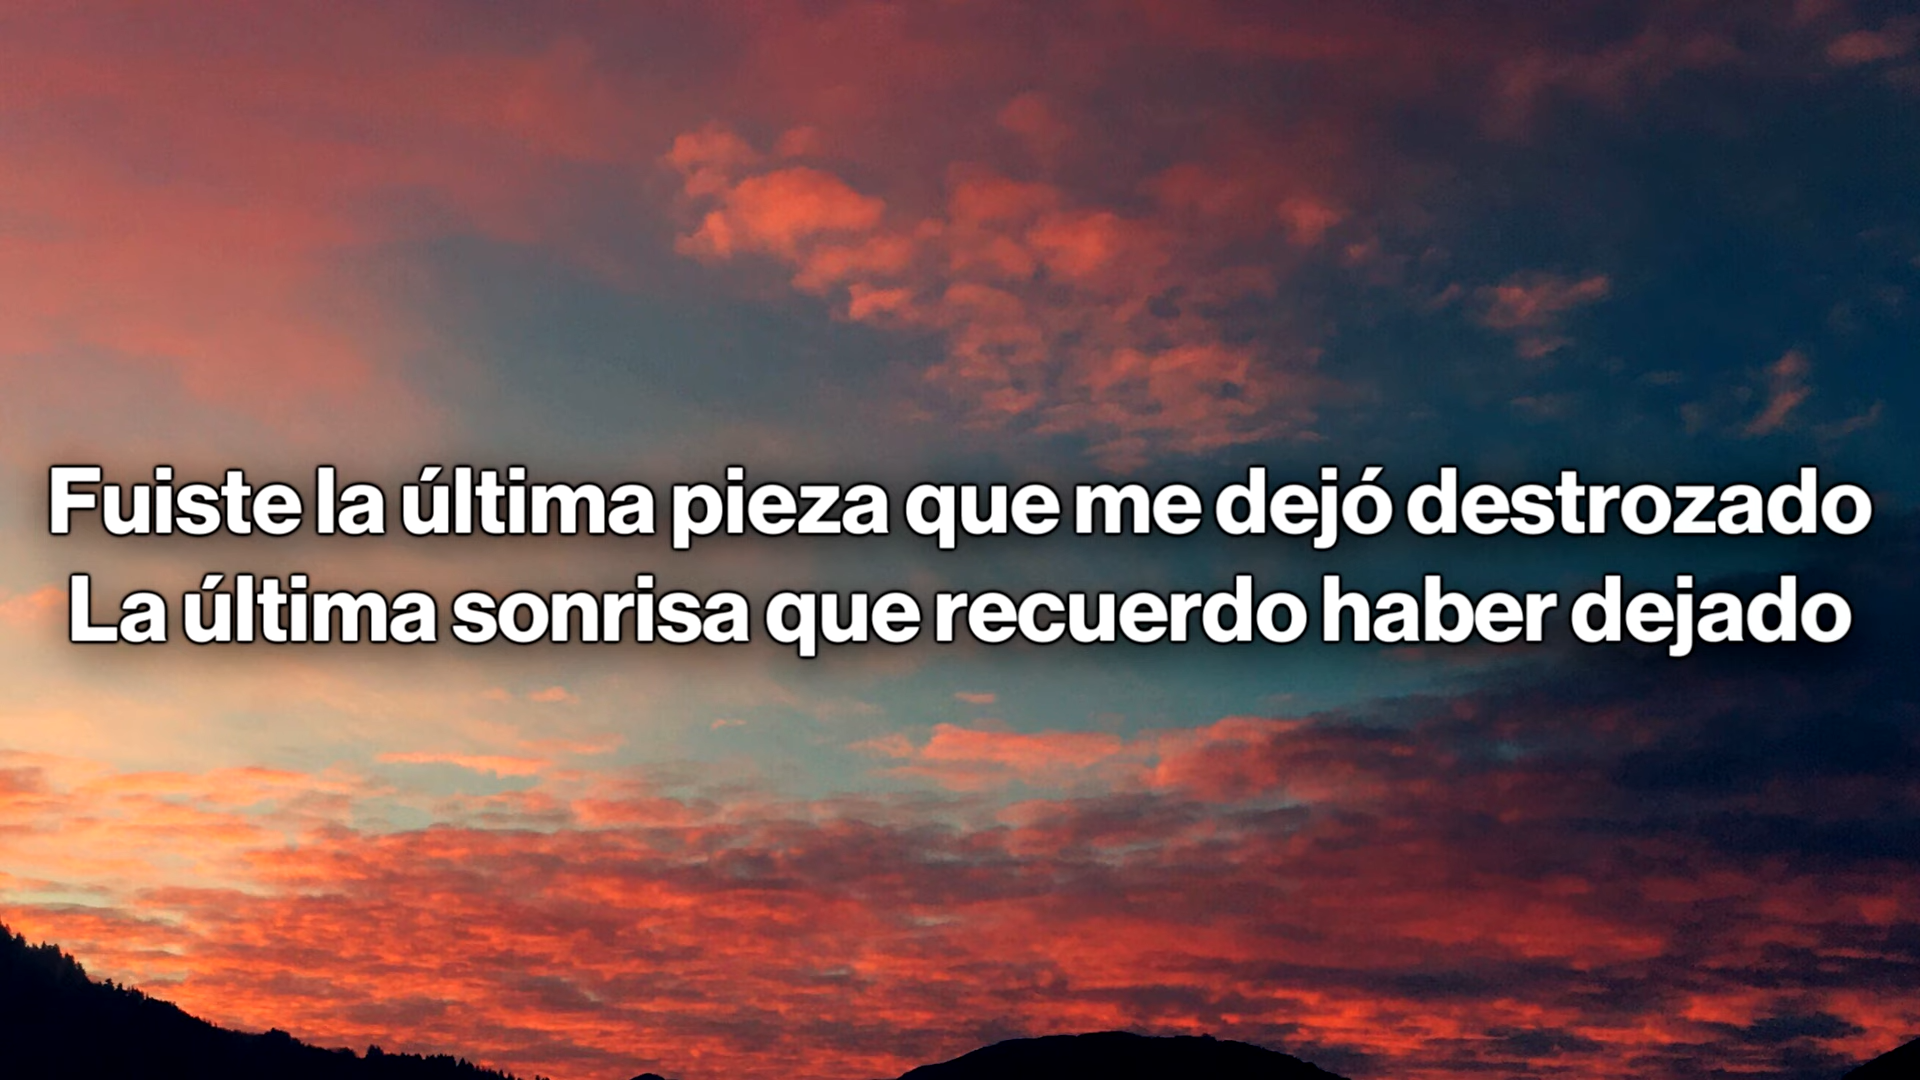 Fuiste la última pieza que me dejó destrozado
La última sonrisa que recuerdo haber dejado